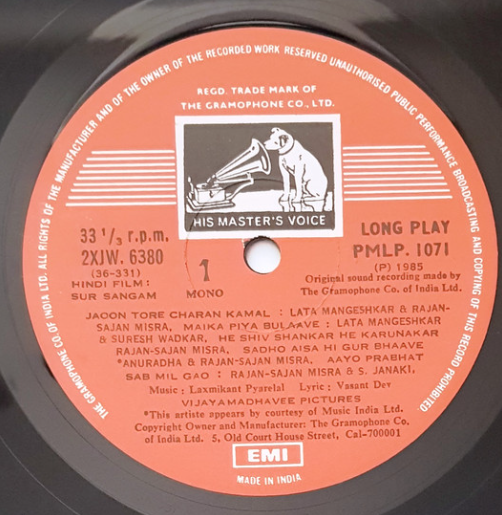 THE GRAMOPHONE CO. OF INDIA LTD. ALL RIGHTS OF THE MANUFACTURER AND OF THE OWNER OF THE RECORDED WORK RESERVED UNAUTHORISED PUBLIC PERFORMANCE BROADCASTING AND COPYING OF THIS RECORD PROHIBITED.
REGD. TRADE MARK OF
THE GRAMOPHONE CO., LTD.
HIS MASTER'S VOICE
33 1/3 r.p.m.
2XJW. 6380
(36-331)
HINDI FILM:
SUR SANGAM
1
MONO
LONG PLAY
PMLP. 1071
(P) 1985
Original sound recording made by
The Gramophone Co. of India Ltd.
JAOON TORE CHARAN KAMAL : LATA MANGESHKAR & RAJAN-
SAJAN MISRA, MAIKA PIYA BULAAVE : LATA MANGESHKAR
& SURESH WADKAR, HE SHIV SHANKAR HE KARUNAKAR
RAJAN-SAJAN MISRA, SADHO AISA HI GUR BHAAVE
*ANURADHA & RAJAN-SAJAN MISRA, AAYO PRABHAT
SAB MIL GAO : RAJAN-SAJAN MISRA & S. JANAKI,
Music : Laxmikant Pyarelal Lyric : Vasant Dev
VIJAYAMADHAVEE PICTURES
*This artiste appears by courtesy of Music India Ltd.
Copyright Owner and Manufacturer: The Gramophone Co.
of India Ltd. 5, Old Court House Street, Cal-700001
EMI
MADE IN INDIA